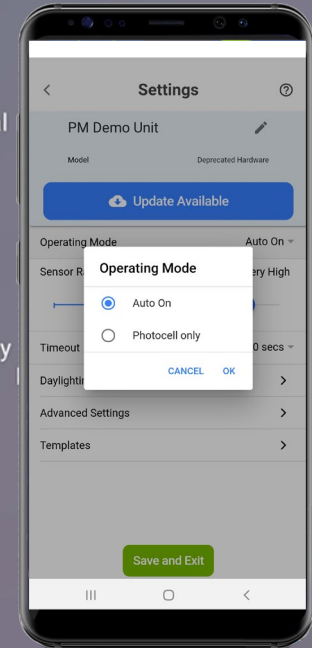 Settings
PM Demo Unit
Model Deprecated Hardware
Update Available
Operating Mode Auto On
Operating Mode
Auto On
Photocell only
CANCEL OK
Timeout
Advanced Settings
Templates
Save and Exit